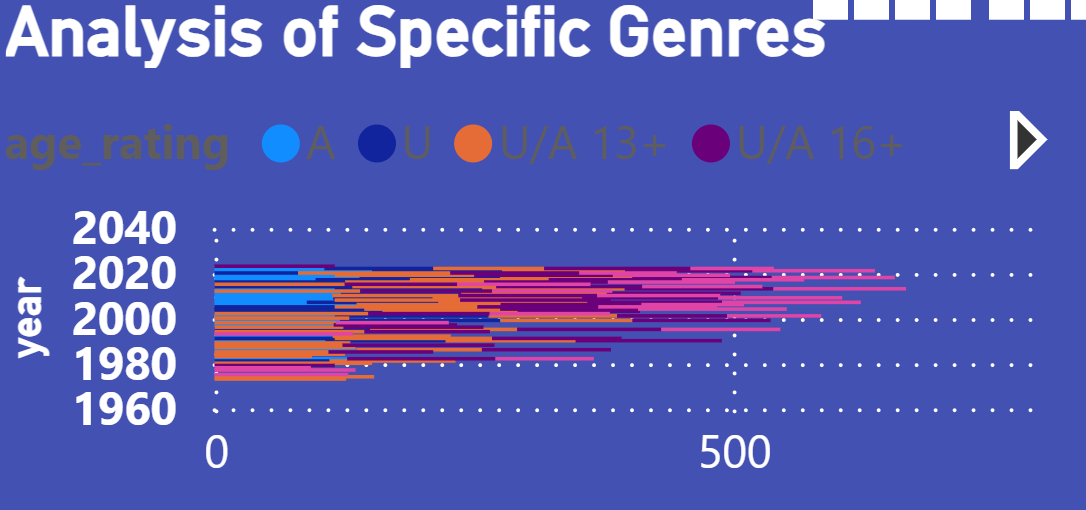 Analysis of Specific Genres
age_rating A U U/A 13+ U/A 16+
year
2040
2020
2000
1980
1960
0 500